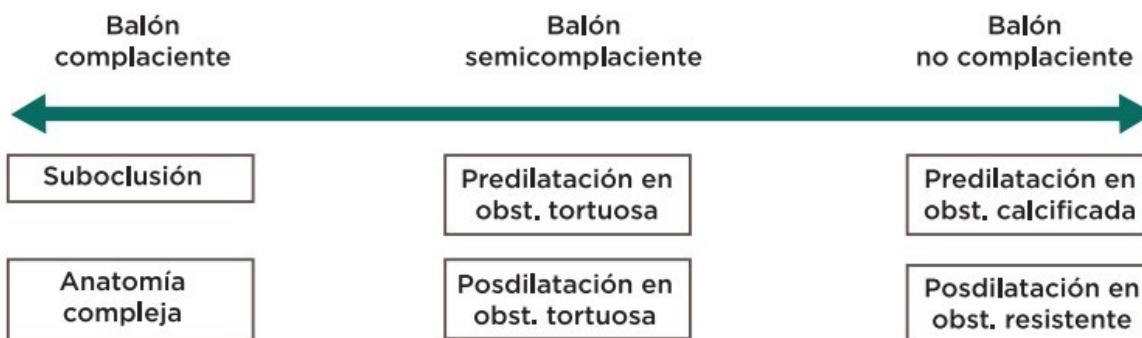 Balón
complaciente
Balón
semicomplaciente
Balón
no complaciente
Suboclusión
Predilatación en
obst. tortuosa
Predilatación en
obst. calcificada
Anatomía
compleja
Posdilatación en
obst. tortuosa
Posdilatación en
obst. resistente